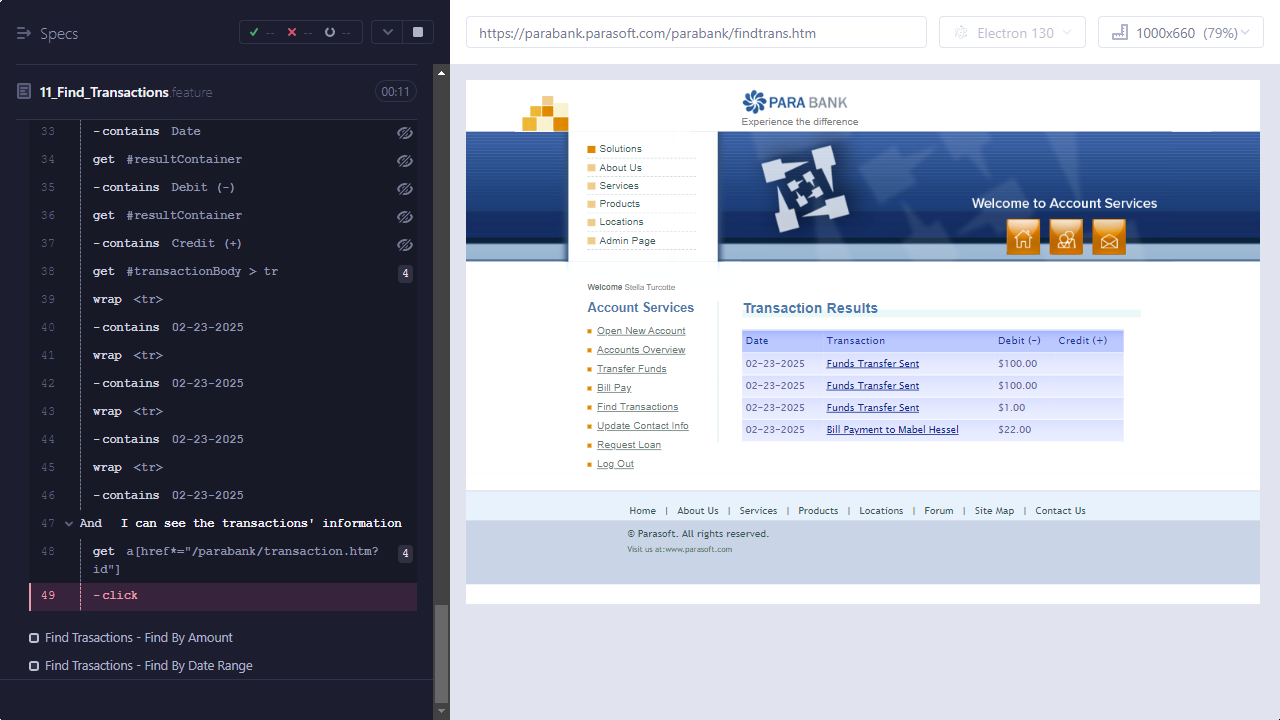 Specs
-- -- --
11_Find_Transactions.feature 00:11
33 -contains Date
34 get #resultContainer
35 -contains Debit (-)
36 get #resultContainer
37 -contains Credit (+)
38 get #transactionBody > tr 4
39 wrap <tr>
40 -contains 02-23-2025
41 wrap <tr>
42 -contains 02-23-2025
43 wrap <tr>
44 -contains 02-23-2025
45 wrap <tr>
46 -contains 02-23-2025
47 And I can see the transactions' information
48 get a[href*="/parabank/transaction.htm? 4
id"]
49 -click
Find Trasactions - Find By Amount
Find Trasactions - Find By Date Range
https://parabank.parasoft.com/parabank/findtrans.htm
Electron 130
1000x660 (79%)
PARA BANK
Experience the difference
Solutions
About Us
Services
Products
Locations
Admin Page
Welcome to Account Services
Welcome Stella Turcotte
Account Services
Open New Account
Accounts Overview
Transfer Funds
Bill Pay
Find Transactions
Update Contact Info
Request Loan
Log Out
Transaction Results
Date Transaction Debit (-) Credit (+)
02-23-2025 Funds Transfer Sent $100.00
02-23-2025 Funds Transfer Sent $100.00
02-23-2025 Funds Transfer Sent $1.00
02-23-2025 Bill Payment to Mabel Hessel $22.00
Home | About Us | Services | Products | Locations | Forum | Site Map | Contact Us
© Parasoft. All rights reserved.
Visit us at:www.parasoft.com